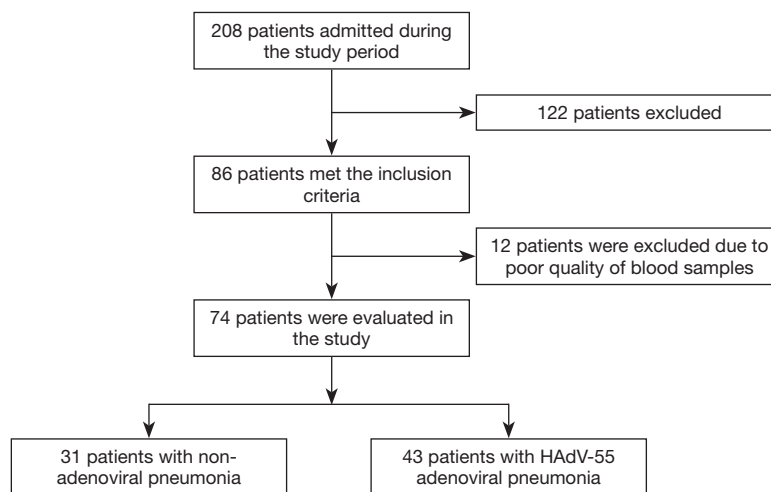 208 patients admitted during
the study period
122 patients excluded
86 patients met the inclusion
criteria
12 patients were excluded due to
poor quality of blood samples
74 patients were evaluated in
the study
31 patients with non-
adenoviral pneumonia
43 patients with HAdV-55
adenoviral pneumonia